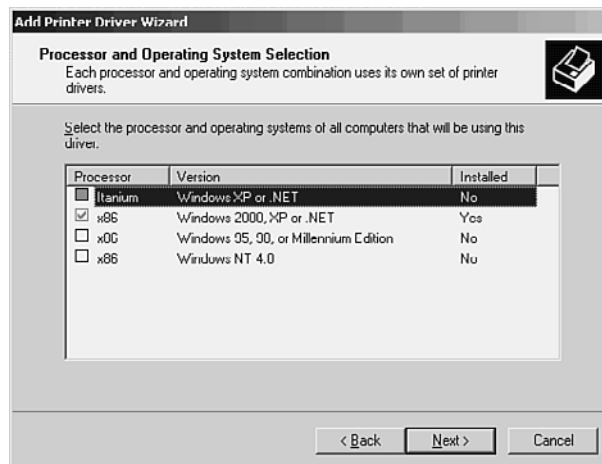 Add Printer Driver Wizard
Processor and Operating System Selection
Each processor and operating system combination uses its own set of printer
drivers.
Select the processor and operating systems of all computers that will be using this
driver.
Processor Version Installed
Itanium Windows XP or .NET No
x86 Windows 2000, XP or .NET Yes
x86 Windows 95, 98, or Millennium Edition No
x86 Windows NT 4.0 No
< Back Next > Cancel